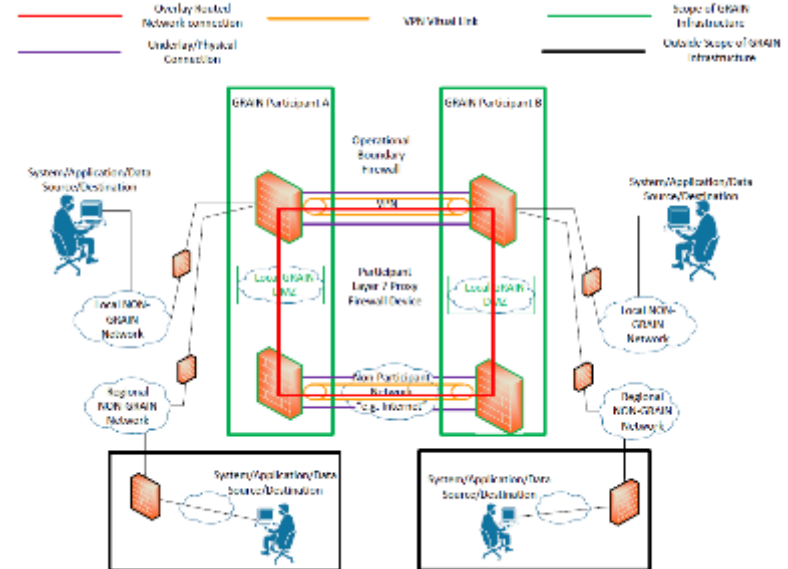 Overlay Routed
Network connection
VPN Vitual Link
Scope of GRAIN
Infrastructure
Underlay/Physical
Connection
Outside Scope of GRAIN
Infrastructure
GRAIN Participant A
GRAIN Participant B
Operational
Boundary
Firewall
System/Application/Data
Source/Destination
System/Application/Data
Source/Destination
VPN
Local GRAIN
DMZ
Participant
Layer 7 Proxy
Firewall Device
Local GRAIN
DMZ
Local NON-
GRAIN
Network
Local NON-
GRAIN
Network
Regional
NON-GRAIN
Network
Non Participant
Network
e.g. Internet
Regional
NON-GRAIN
Network
System/Application/Data
Source/Destination
System/Application/Data
Source/Destination